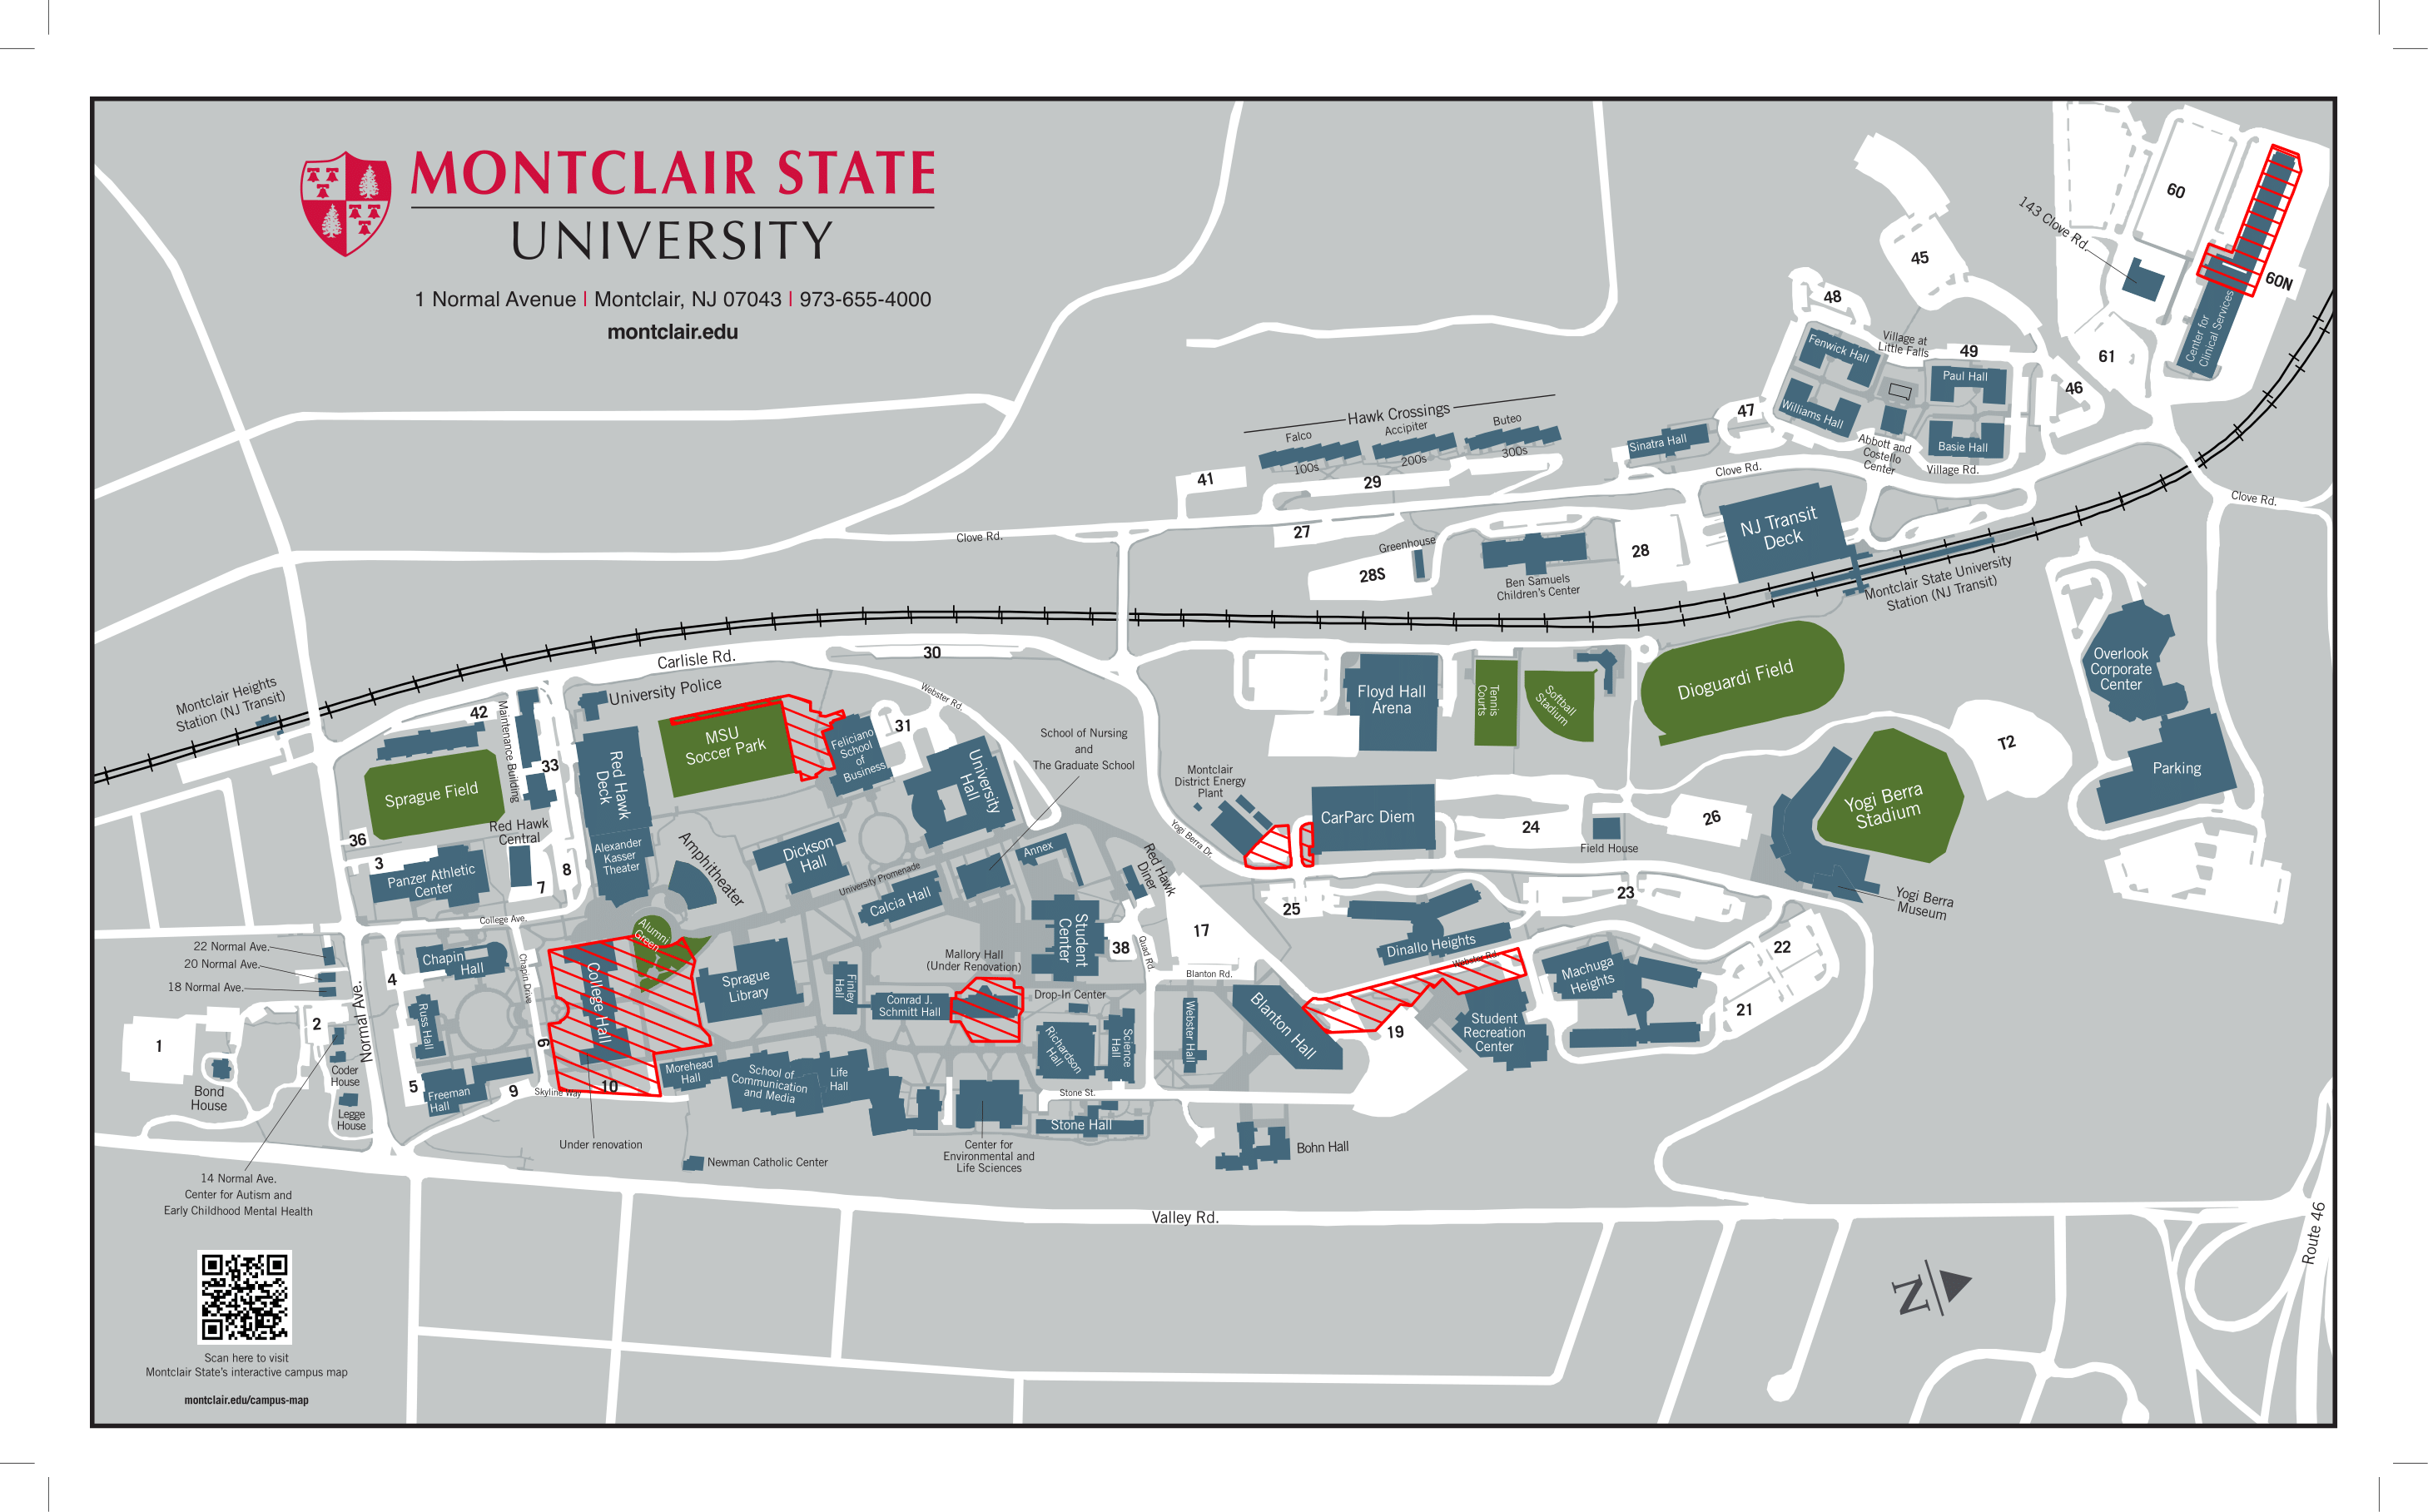 MONTCLAIR STATE
UNIVERSITY
1 Normal Avenue | Montclair, NJ 07043 | 973-655-4000
montclair.edu
60
143 Clove Rd.
45
60N
48
Center for
Clinical Services
Village at
Little Falls
Fenwick Hall
49
61
Paul Hall
46
Williams Hall
47
Hawk Crossings
Falco
Accipiter
Buteo
100s
200s
300s
Sinatra Hall
Abbott and
Costello
Center
Basie Hall
Village Rd.
Clove Rd.
41
29
Clove Rd.
NJ Transit
Deck
27
Clove Rd.
Greenhouse
28S
28
Ben Samuels
Children's Center
Montclair State University
Station (NJ Transit)
Carlisle Rd.
30
Montclair Heights
Station (NJ Transit)
University Police
Webster Rd.
42
Maintenance Building
33
Red Hawk
Deck
MSU
Soccer Park
Feliciano
School
of
Business
31
University
Hall
School of Nursing
and
The Graduate School
Floyd Hall
Arena
Tennis
Courts
Softball
Stadium
Dioguardi Field
Overlook
Corporate
Center
T2
Parking
Sprague Field
Montclair
District Energy
Plant
Yogi Berra Dr.
CarParc Diem
24
26
Yogi Berra
Stadium
Field House
Red Hawk
Central
36
3
Panzer Athletic
Center
7
8
Alexander
Kasser
Theater
Amphitheater
Dickson
Hall
University Promenade
Calcia Hall
Annex
Red Hawk
Diner
25
23
Yogi Berra
Museum
College Ave.
Alumni
Green
22 Normal Ave.
20 Normal Ave.
18 Normal Ave.
Normal Ave.
4
Chapin
Hall
Chapin Drive
College Hall
Sprague
Library
Finley
Hall
Mallory Hall
(Under Renovation)
Student
Center
38
Quad Rd.
17
Blanton Rd.
Dinallo Heights
Webster Rd.
Machuga
Heights
22
21
Conrad J.
Schmitt Hall
Drop-In Center
Richardson
Hall
Science
Hall
Webster Hall
Blanton Hall
19
Student
Recreation
Center
1
2
Russ Hall
6
Bond
House
Coder
House
Legge
House
5
Freeman
Hall
9
Skyline Way
10
Morehead
Hall
School of
Communication
and Media
Life
Hall
Stone St.
Stone Hall
Under renovation
Newman Catholic Center
Center for
Environmental and
Life Sciences
Bohn Hall
14 Normal Ave.
Center for Autism and
Early Childhood Mental Health
Valley Rd.
Route 46
N
Scan here to visit
Montclair State's interactive campus map
montclair.edu/campus-map